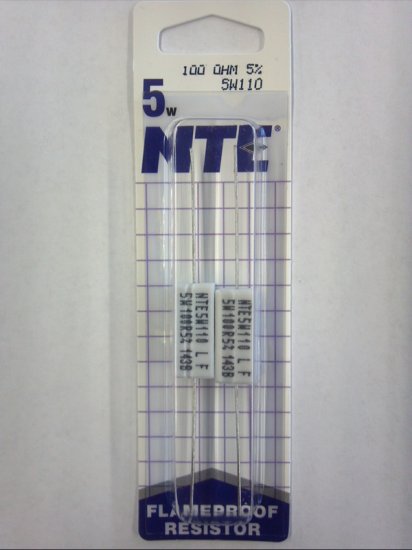 100 OHM 5%
5W110
5w
NTE®
NTE5W110 L F
5W100R5% 143B
NTE5W110 L F
5W100R5% 143B
FLAMEPROOF
RESISTOR